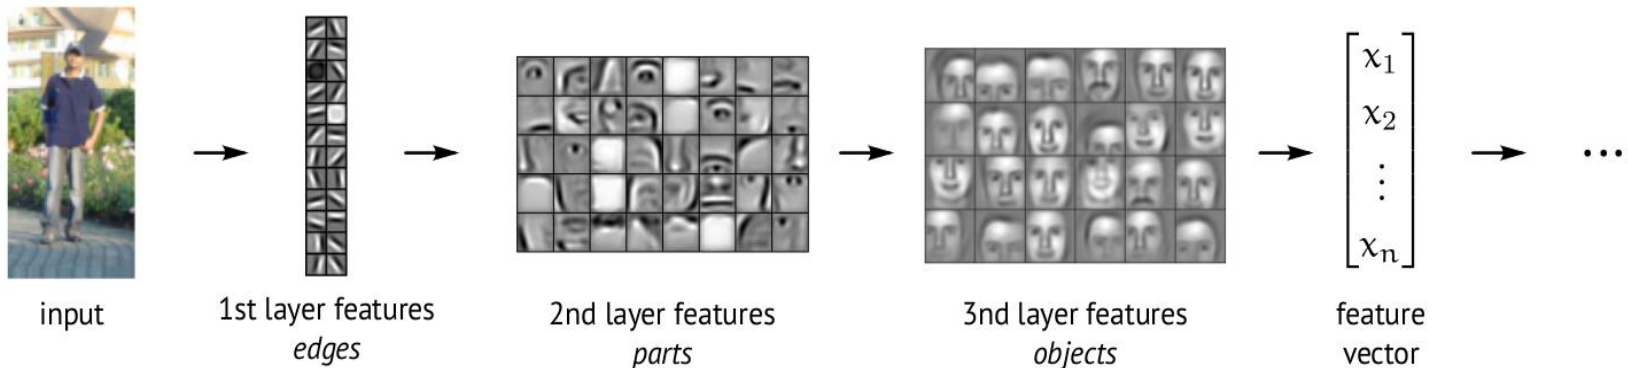 input
1st layer features
edges
2nd layer features
parts
3nd layer features
objects
x1
x2
⋮
xn
feature
vector
...